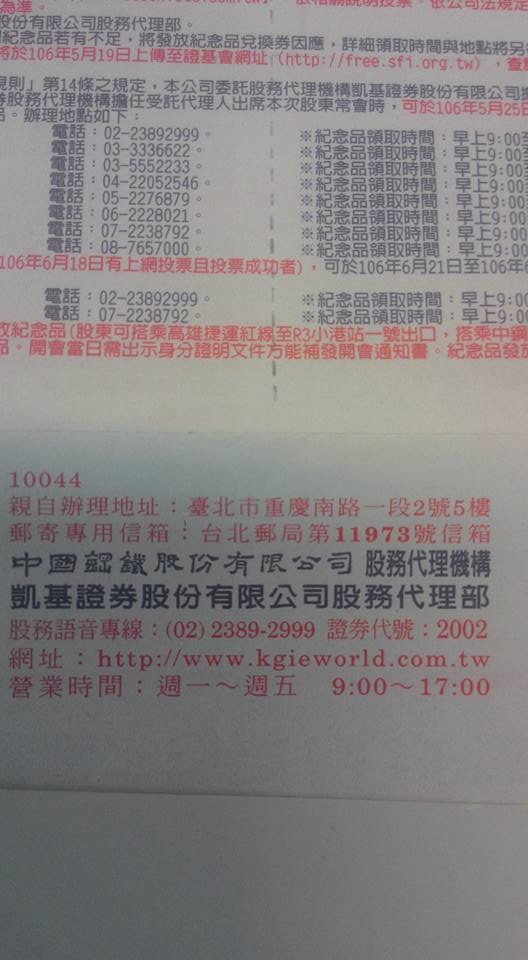 為準。
股份有限公司股務代理部。
紀念品若有不足，將發放紀念品兌換券因應，詳細領取時間與地點將另
將於106年5月19日上傳至證基會網址（http://free.sfi.org.tw），查
規則」第14條之規定，本公司委託股務代理機構凱基證券股份有限公司
券股務代理機構擔任受託代理人出席本次股東常會時，可於106年5月25日
品。辦理地點如下：
電話：02-23892999。 ※紀念品領取時間：早上9:00至
電話：03-3336622。 ※紀念品領取時間：早上9:00
電話：03-5552233。 ※紀念品領取時間：早上9:00
電話：04-22052546。 ※紀念品領取時間：早上9:00
電話：05-2276879。 ※紀念品領取時間：早上9:00
電話：06-2228021。 ※紀念品領取時間：早上9:00
電話：07-2238792。 ※紀念品領取時間：早上9:00
電話：08-7657000。 ※紀念品領取時間：早上9:00
106年6月18日有上網投票且投票成功者)，可於106年6月21日至106年
電話：02-23892999。 ※紀念品領取時間：早上9:00
電話：07-2238792。 ※紀念品領取時間：早上9:00
放紀念品(股東可搭乘高雄捷運紅線至R3小港站一號出口，搭乘中鋼
品。開會當日需出示身分證明文件方能補發開會通知書。紀念品發放
10044
親自辦理地址：臺北市重慶南路一段2號5樓
郵寄專用信箱：台北郵局第11973號信箱
中國鋼鐵股份有限公司 股務代理機構
凱基證券股份有限公司股務代理部
股務語音專線：(02) 2389-2999 證券代號：2002
網址：http://www.kgieworld.com.tw
營業時間：週一～週五 9:00～17:00